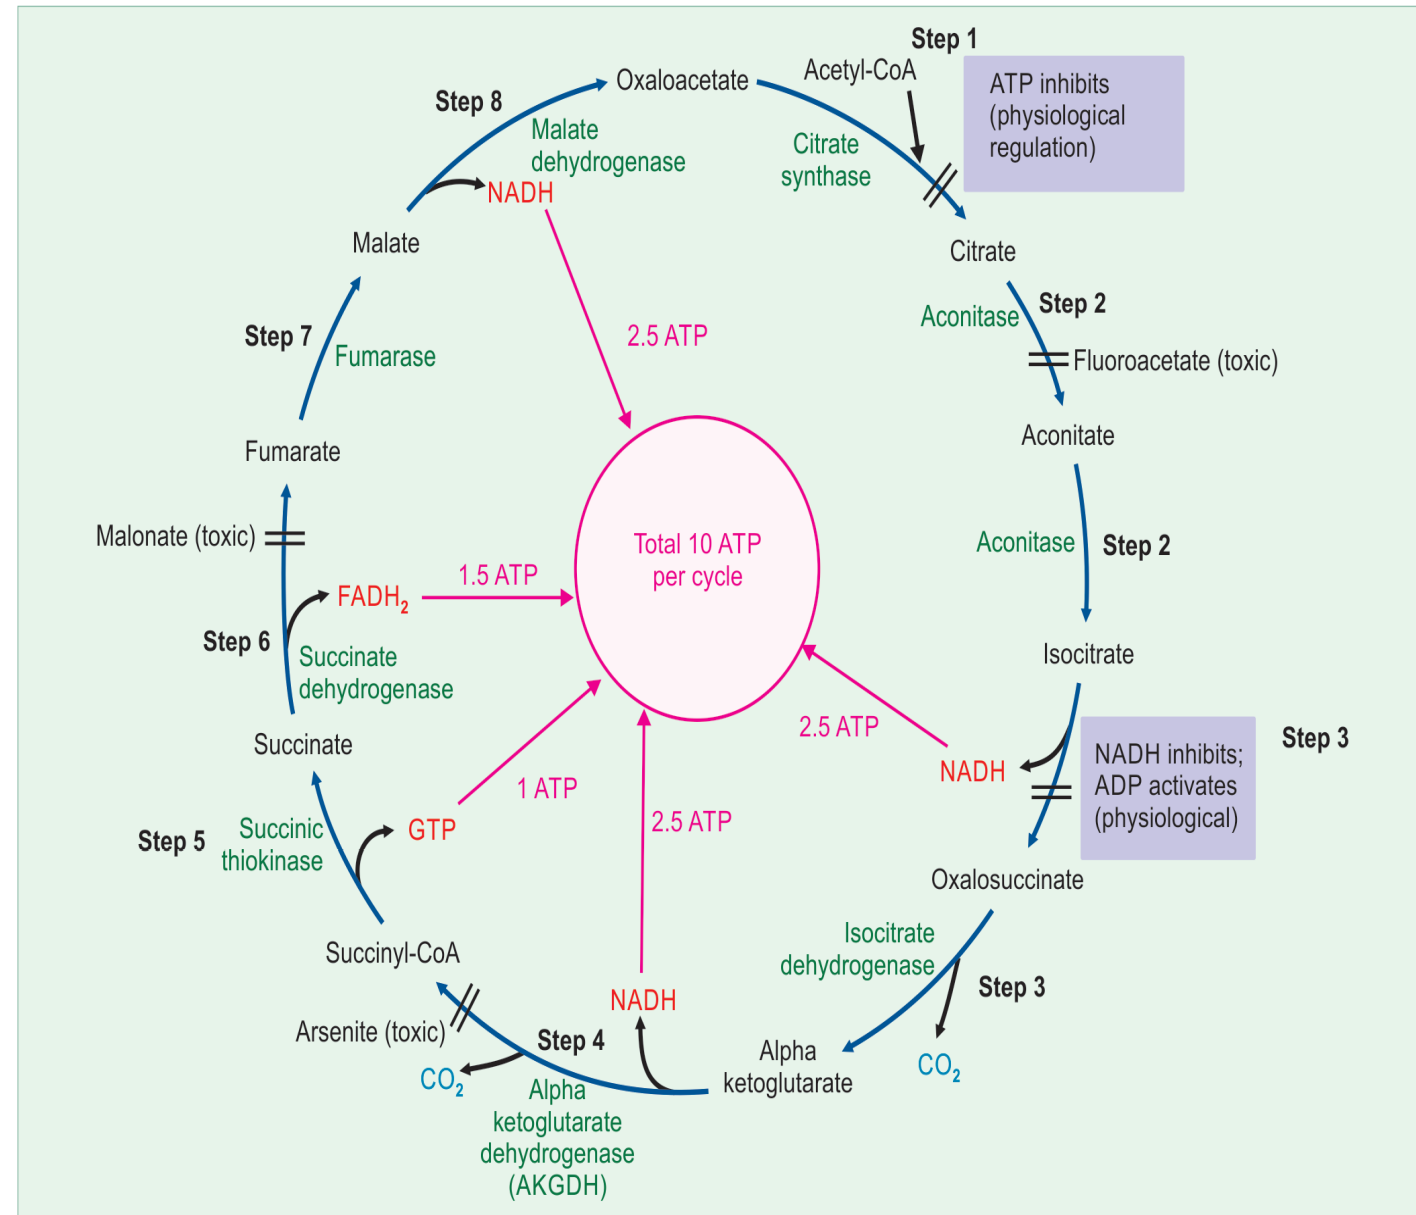 Step 1
Acetyl-CoA
Oxaloacetate
ATP inhibits
(physiological
regulation)
Citrate
synthase
Citrate
Step 2
Aconitase
Fluoroacetate (toxic)
Aconitate
Aconitase
Step 2
Isocitrate
Step 3
NADH inhibits;
ADP activates
(physiological)
NADH
2.5 ATP
Oxalosuccinate
Isocitrate
dehydrogenase
Step 3
CO2
Alpha
ketoglutarate
NADH
2.5 ATP
Step 4
Alpha
ketoglutarate
dehydrogenase
(AKGDH)
CO2
Arsenite (toxic)
Succinyl-CoA
Step 5
Succinic
thiokinase
GTP
1 ATP
Succinate
Step 6
Succinate
dehydrogenase
FADH2
1.5 ATP
Malonate (toxic)
Fumarate
Step 7
Fumarase
Malate
Step 8
Malate
dehydrogenase
NADH
2.5 ATP
Total 10 ATP
per cycle